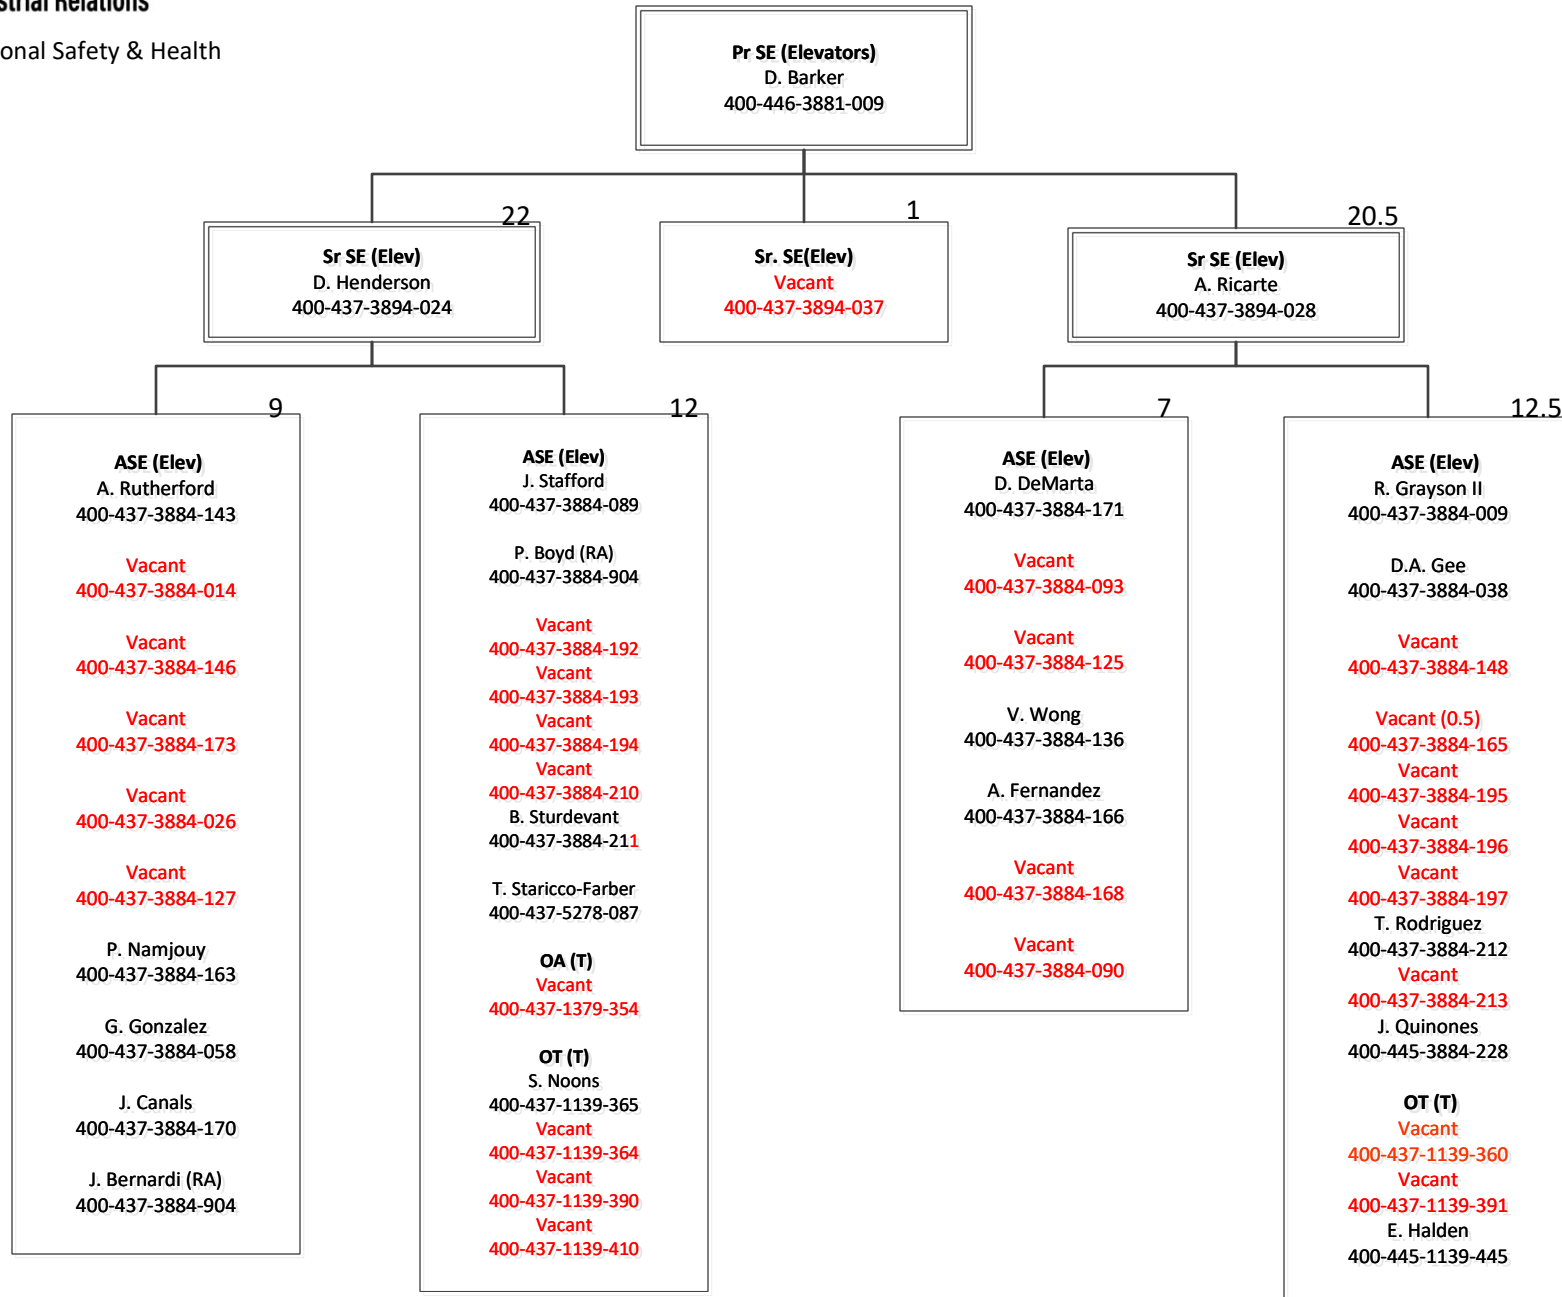 onal Safety & Health
Pr SE (Elevators)
D. Barker
400-446-3881-009
22
Sr SE (Elev)
D. Henderson
400-437-3894-024
1
Sr. SE(Elev)
Vacant
400-437-3894-037
20.5
Sr SE (Elev)
A. Ricarte
400-437-3894-028
9
ASE (Elev)
A. Rutherford
400-437-3884-143
Vacant
400-437-3884-014
Vacant
400-437-3884-146
Vacant
400-437-3884-173
Vacant
400-437-3884-026
Vacant
400-437-3884-127
P. Namjouy
400-437-3884-163
G. Gonzalez
400-437-3884-058
J. Canals
400-437-3884-170
J. Bernardi (RA)
400-437-3884-904
12
ASE (Elev)
J. Stafford
400-437-3884-089
P. Boyd (RA)
400-437-3884-904
Vacant
400-437-3884-192
Vacant
400-437-3884-193
Vacant
400-437-3884-194
Vacant
400-437-3884-210
B. Sturdevant
400-437-3884-211
T. Staricco-Farber
400-437-5278-087
OA (T)
Vacant
400-437-1379-354
OT (T)
S. Noons
400-437-1139-365
Vacant
400-437-1139-364
Vacant
400-437-1139-390
Vacant
400-437-1139-410
7
ASE (Elev)
D. DeMarta
400-437-3884-171
Vacant
400-437-3884-093
Vacant
400-437-3884-125
V. Wong
400-437-3884-136
A. Fernandez
400-437-3884-166
Vacant
400-437-3884-168
Vacant
400-437-3884-090
12.5
ASE (Elev)
R. Grayson II
400-437-3884-009
D.A. Gee
400-437-3884-038
Vacant
400-437-3884-148
Vacant (0.5)
400-437-3884-165
Vacant
400-437-3884-195
Vacant
400-437-3884-196
Vacant
400-437-3884-197
T. Rodriguez
400-437-3884-212
Vacant
400-437-3884-213
J. Quinones
400-445-3884-228
OT (T)
Vacant
400-437-1139-360
Vacant
400-437-1139-391
E. Halden
400-445-1139-445